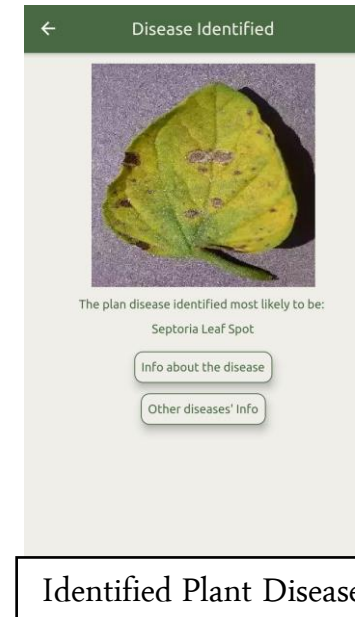 Disease Identified
The plan disease identified most likely to be:
Septoria Leaf Spot
Info about the disease
Other diseases' Info
Identified Plant Disease